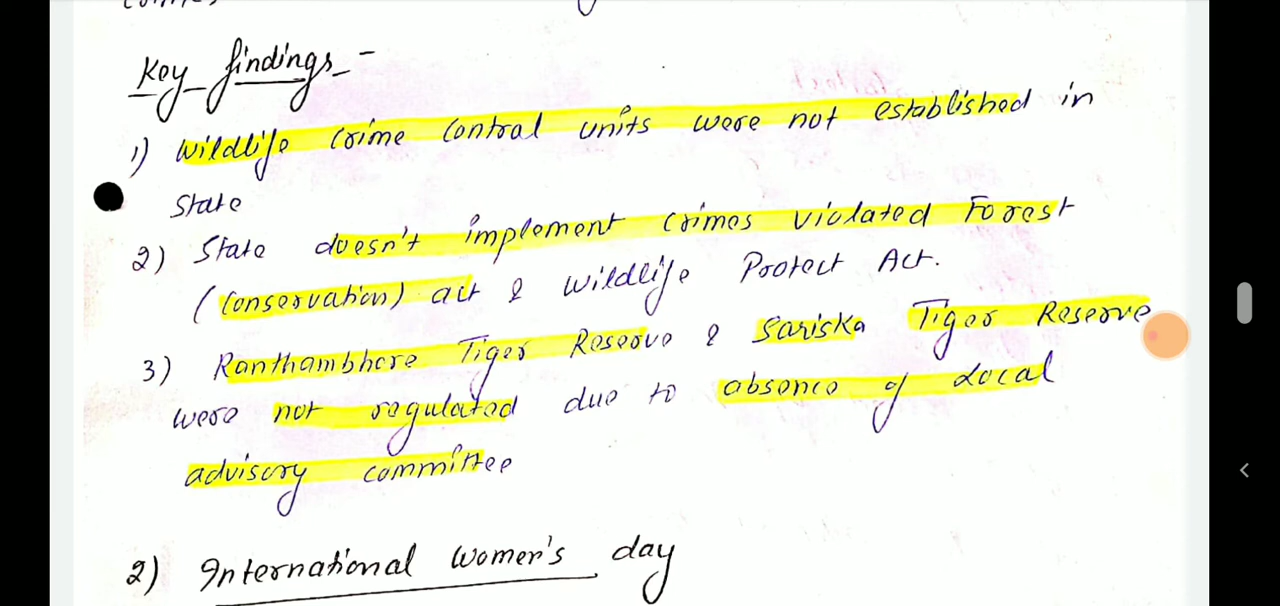 Key findings -
1) Wildlife Crime Control units were not established in
State
2) State doesn't implement Crimes violated Forest
(Conservation) act & Wildlife Protect Act.
3) Ranthambhore Tiger Reserve & Sariska Tiger Reserve
were not regulated due to absence of Local
advisory committee
2) International Women's day